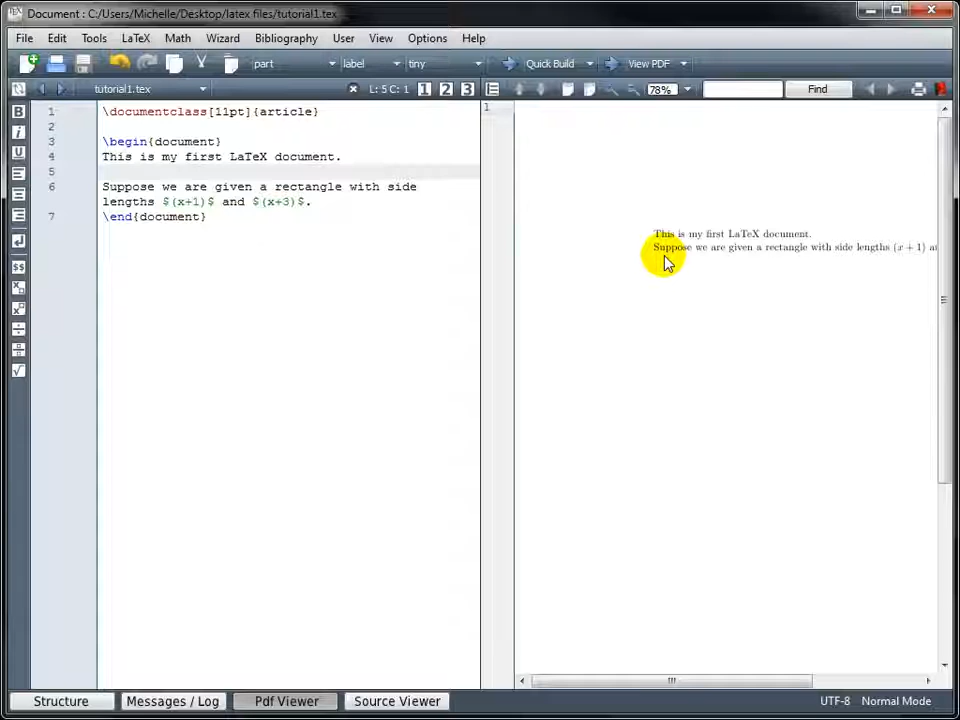 Document : C:/Users/Michelle/Desktop/latex files/tutorial1.tex
File Edit Tools LaTeX Math Wizard Bibliography User View Options Help
part label tiny Quick Build View PDF
tutorial1.tex L: 5 C: 1 1 2 3 78% Find
1 \documentclass[11pt]{article} 1
2
3 \begin{document}
4 This is my first LaTeX document.
5
6 Suppose we are given a rectangle with side
lengths $(x+1)$ and $(x+3)$.
7 \end{document}
This is my first LaTeX document.
Suppose we are given a rectangle with side lengths (x + 1)
B
i
U
$$
Structure Messages / Log Pdf Viewer Source Viewer UTF-8 Normal Mode